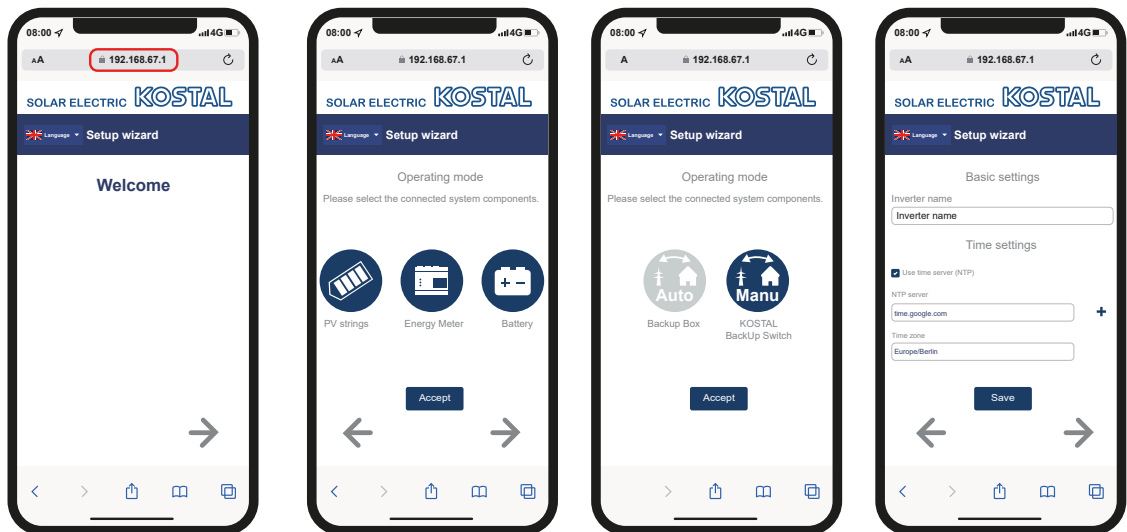 08:00
4G
AA
192.168.67.1
SOLAR ELECTRIC KOSTAL
Language
Setup wizard
Welcome
08:00
4G
AA
192.168.67.1
SOLAR ELECTRIC KOSTAL
Language
Setup wizard
Operating mode
Please select the connected system components.
PV strings
Energy Meter
Battery
Accept
08:00
4G
A
192.168.67.1
SOLAR ELECTRIC KOSTAL
Language
Setup wizard
Operating mode
Please select the connected system components.
Auto
Manu
Backup Box
KOSTAL
BackUp Switch
Accept
08:00
4G
AA
192.168.67.1
SOLAR ELECTRIC KOSTAL
Language
Setup wizard
Basic settings
Inverter name
Inverter name
Time settings
Use time server (NTP)
NTP server
time.google.com
Time zone
Europe/Berlin
Save